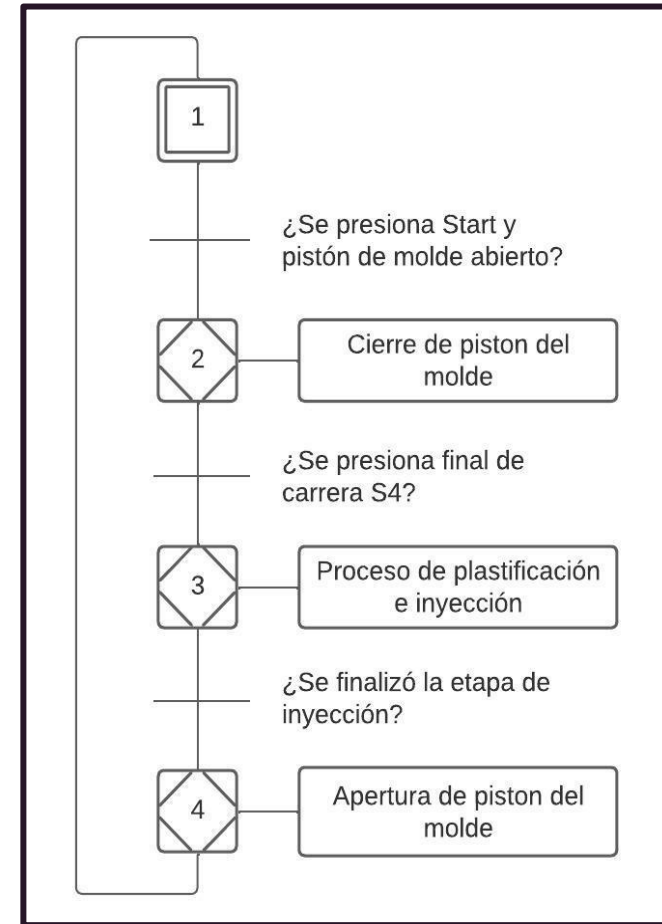 1
¿Se presiona Start y
pistón de molde abierto?
2
Cierre de piston del
molde
¿Se presiona final de
carrera S4?
3
Proceso de plastificación
e inyección
¿Se finalizó la etapa de
inyección?
4
Apertura de piston del
molde